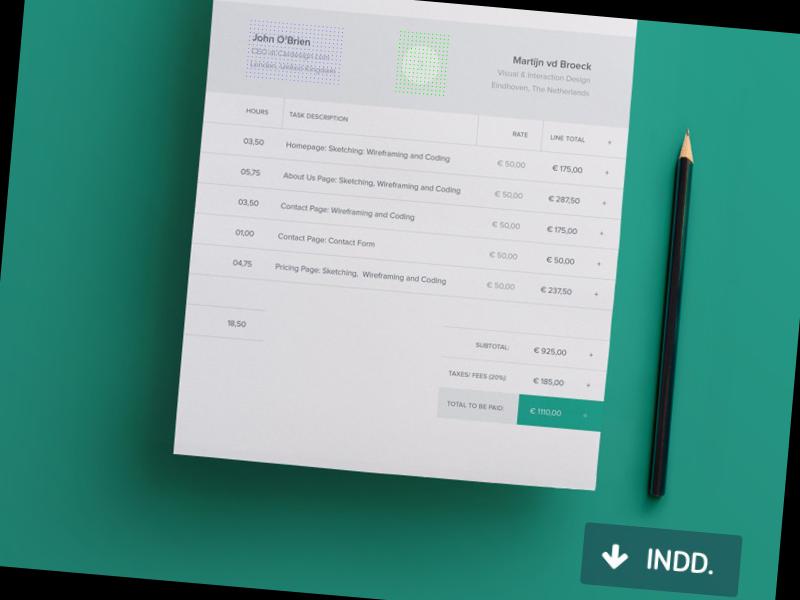 John O'Brien
CEO at Cardesign.com
London, United Kingdom
Martijn vd Broeck
Visual & Interaction Design
Eindhoven, The Netherlands
HOURS TASK DESCRIPTION RATE LINE TOTAL +
03,50 Homepage: Sketching: Wireframing and Coding € 50,00 € 175,00 +
05,75 About Us Page: Sketching, Wireframing and Coding € 50,00 € 287,50 +
03,50 Contact Page: Wireframing and Coding € 50,00 € 175,00 +
01,00 Contact Page: Contact Form € 50,00 € 50,00 +
04,75 Pricing Page: Sketching, Wireframing and Coding € 50,00 € 237,50 +
18,50
SUBTOTAL: € 925,00 +
TAXES/ FEES (20%): € 185,00 +
TOTAL TO BE PAID: € 1110,00 +
INDD.